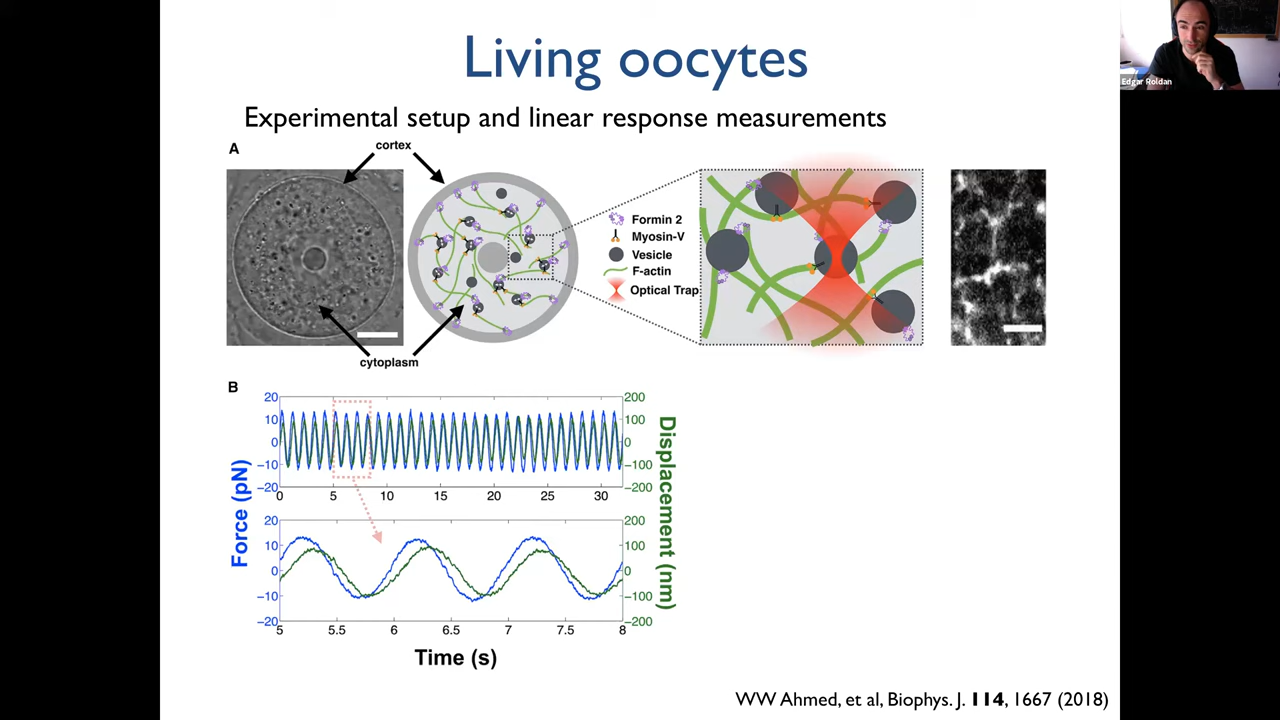 Living oocytes
Edgar Roldan
Experimental setup and linear response measurements
A
cortex
Formin 2
Myosin-V
Vesicle
F-actin
Optical Trap
cytoplasm
B
Force (pN)
20
10
0
−10
−20
200
100
0
−100
−200
0
5
10
15
20
25
30
Displacement (nm)
20
10
0
−10
−20
200
100
0
−100
−200
5
5.5
6
6.5
7
7.5
8
Time (s)
WW Ahmed, et al, Biophys. J. 114, 1667 (2018)